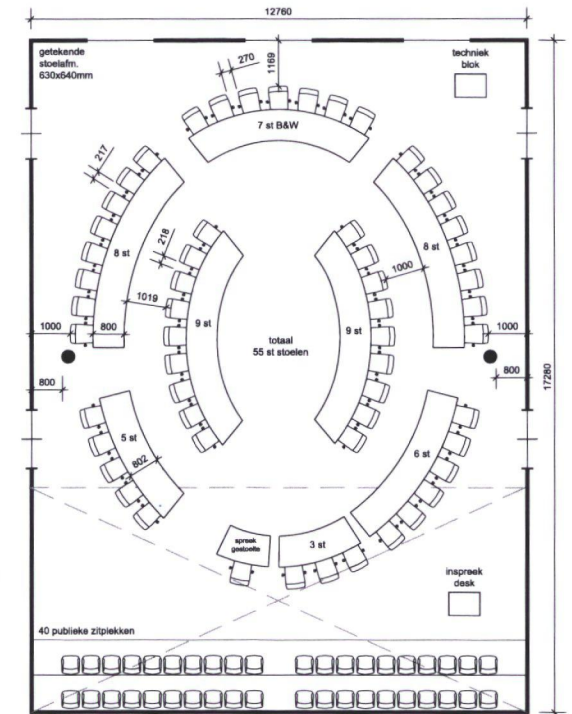 12760
getekende
stoelafm.
630x640mm
270
1169
techniek
blok
7 st B&W
217
8 st
218
8 st
1019
1000
9 st
9 st
totaal
55 st stoelen
1000
800
1000
800
800
17280
5 st
802
6 st
spreek
gestoelte
3 st
inspreek
desk
40 publieke zitplekken